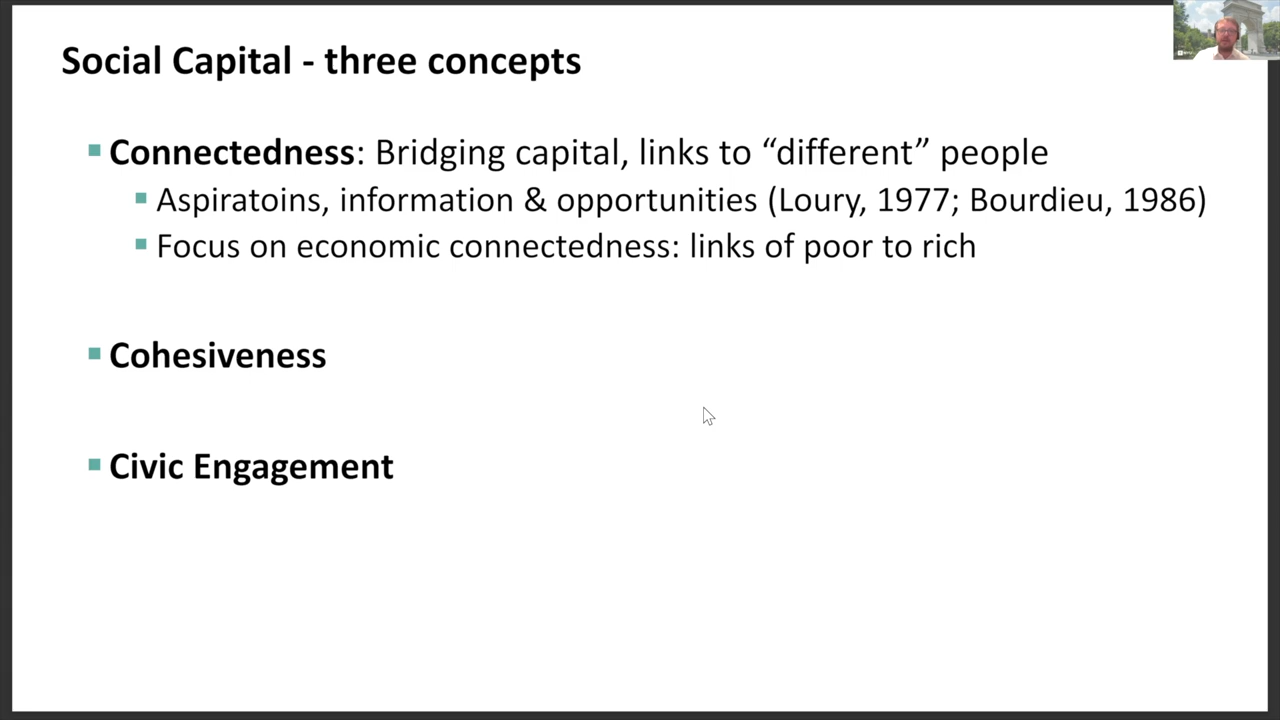 Social Capital - three concepts
Connectedness: Bridging capital, links to “different” people
Aspiratoins, information & opportunities (Loury, 1977; Bourdieu, 1986)
Focus on economic connectedness: links of poor to rich
Cohesiveness
Civic Engagement